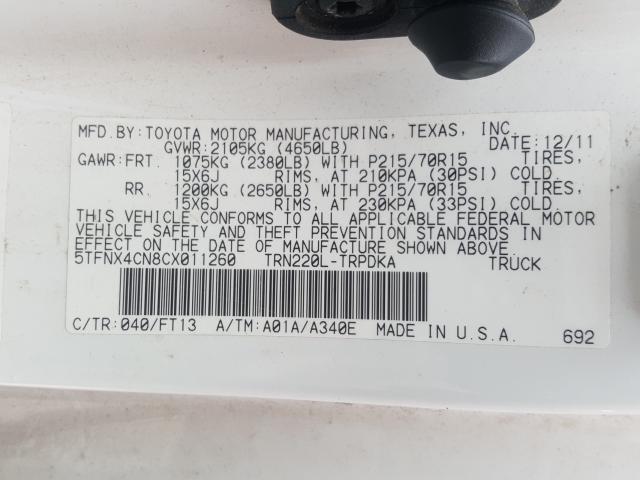 MFD.BY:TOYOTA MOTOR MANUFACTURING, TEXAS, INC.
GVWR:2105KG (4650LB) DATE:12/11
GAWR:FRT. 1075KG (2380LB) WITH P215/70R15 TIRES,
15X6J RIMS, AT 210KPA (30PSI) COLD.
RR. 1200KG (2650LB) WITH P215/70R15 TIRES,
15X6J RIMS, AT 230KPA (33PSI) COLD.
THIS VEHICLE CONFORMS TO ALL APPLICABLE FEDERAL MOTOR
VEHICLE SAFETY AND THEFT PREVENTION STANDARDS IN
EFFECT ON THE DATE OF MANUFACTURE SHOWN ABOVE.
5TFNX4CN8CX011260 TRN220L-TRPDKA TRUCK
C/TR:040/FT13 A/TM:A01A/A340E MADE IN U.S.A. 692